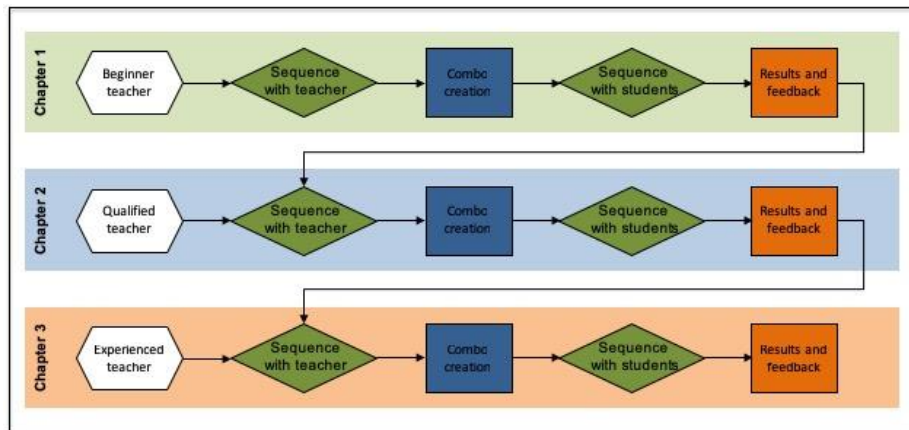 Chapter 1
Beginner
teacher
Sequence
with teacher
Combo
creation
Sequence
with students
Results and
feedback
Chapter 2
Qualified
teacher
Sequence
with teacher
Combo
creation
Sequence
with students
Results and
feedback
Chapter 3
Experienced
teacher
Sequence
with teacher
Combo
creation
Sequence
with students
Results and
feedback